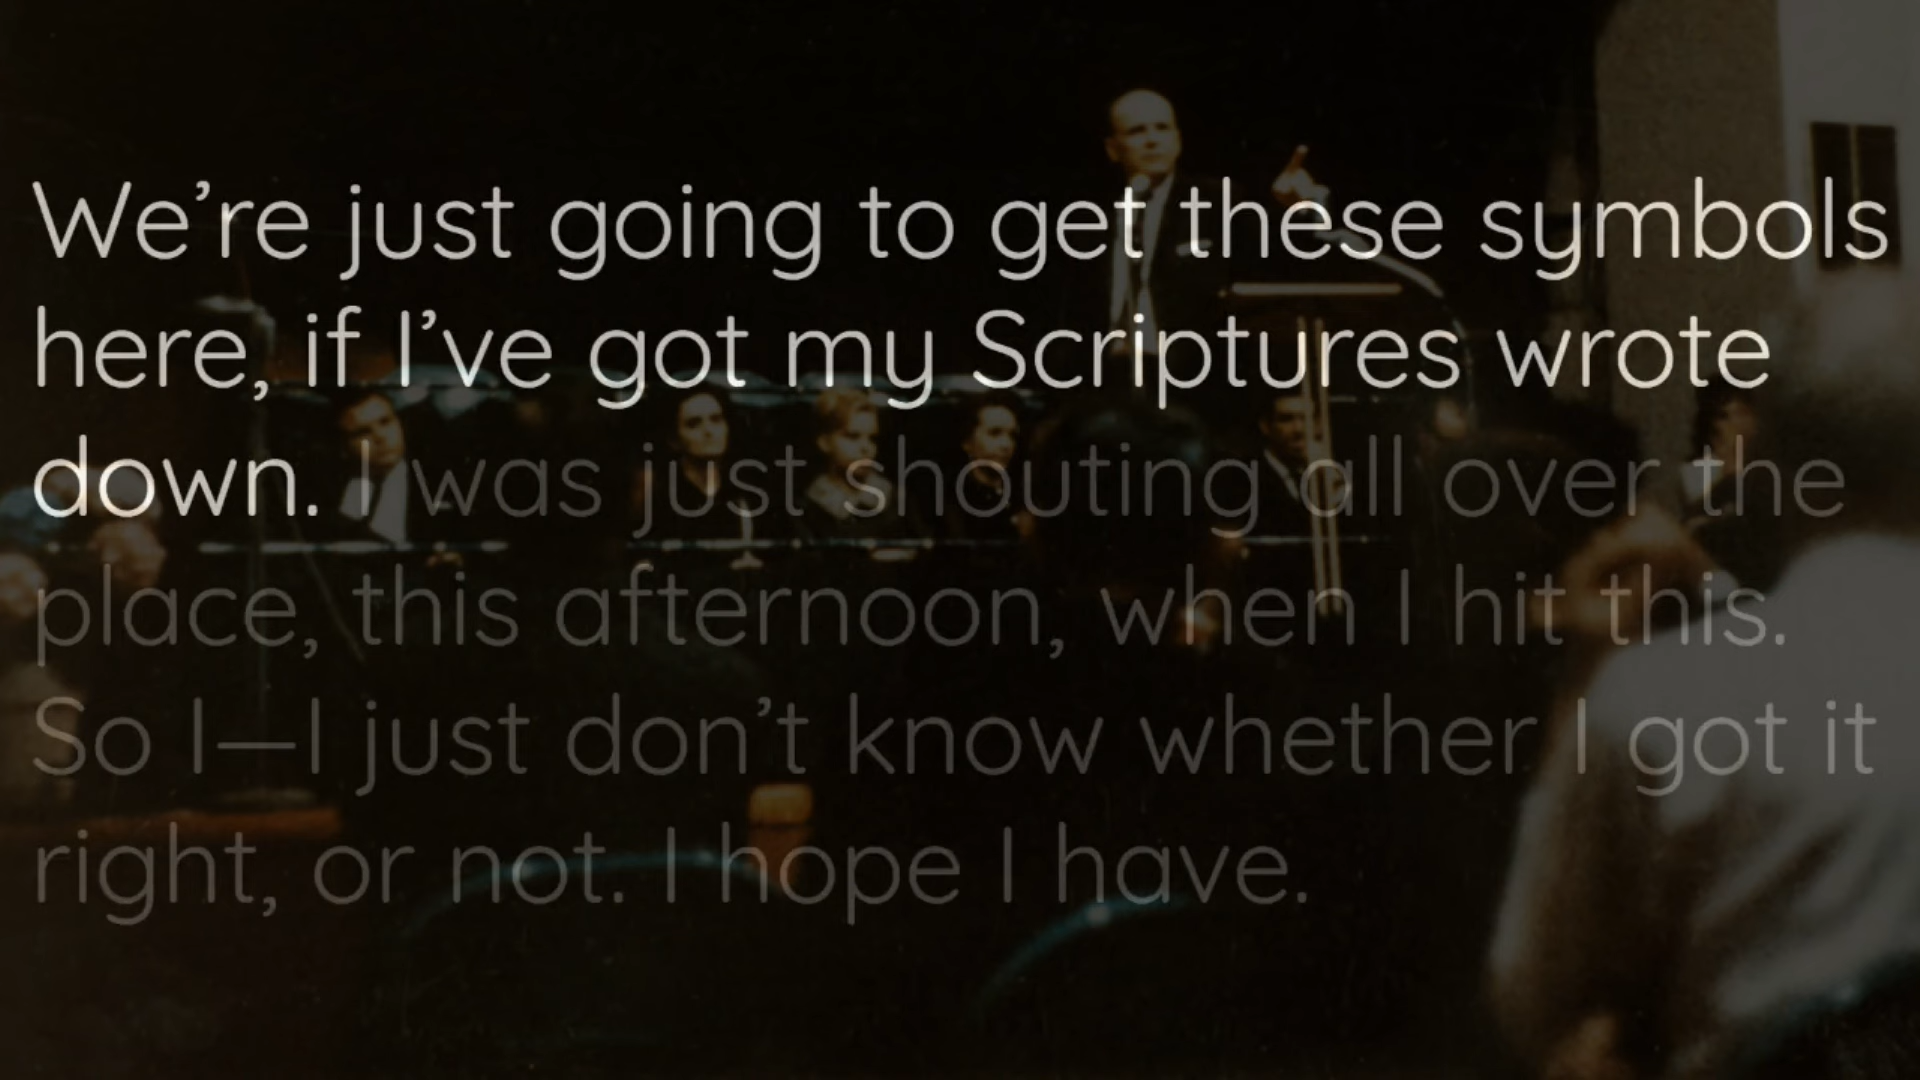 We’re just going to get these symbols
here, if I’ve got my Scriptures wrote
down. I was just shouting all over the
place, this afternoon, when I hit this.
So I—I just don’t know whether I got it
right, or not. I hope I have.